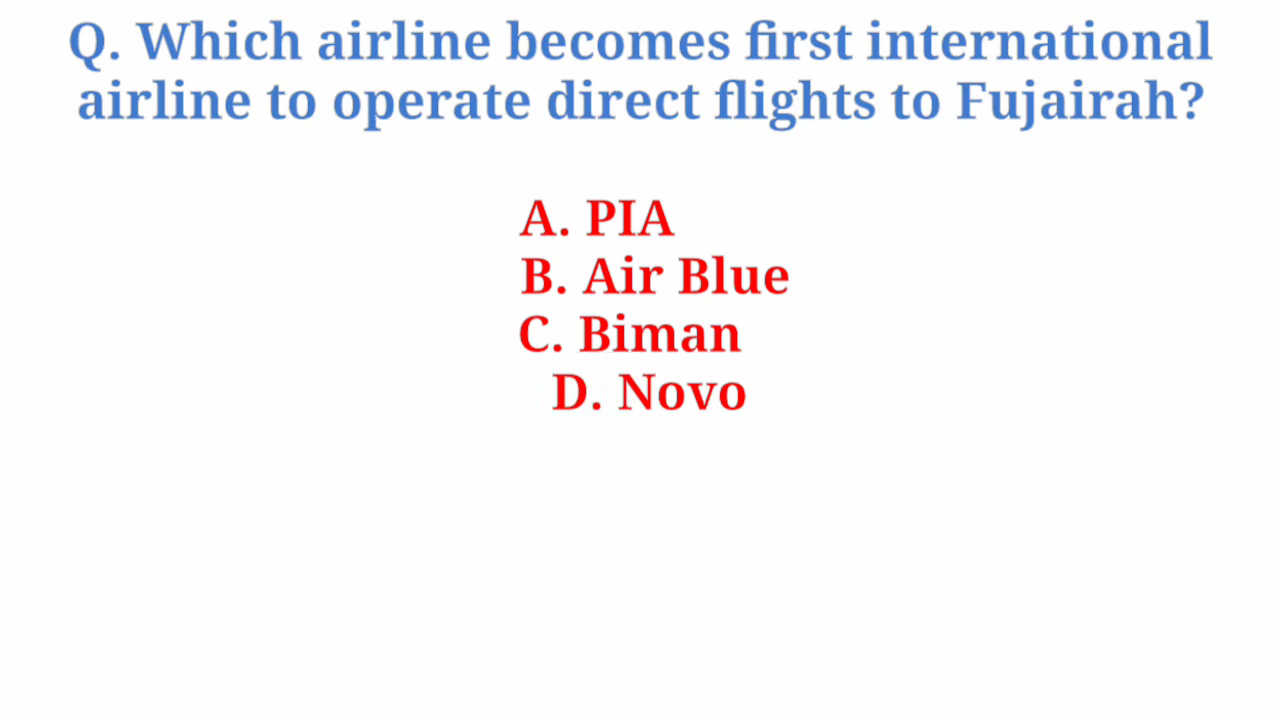 Q. Which airline becomes first international
airline to operate direct flights to Fujairah?
A. PIA
B. Air Blue
C. Biman
D. Novo